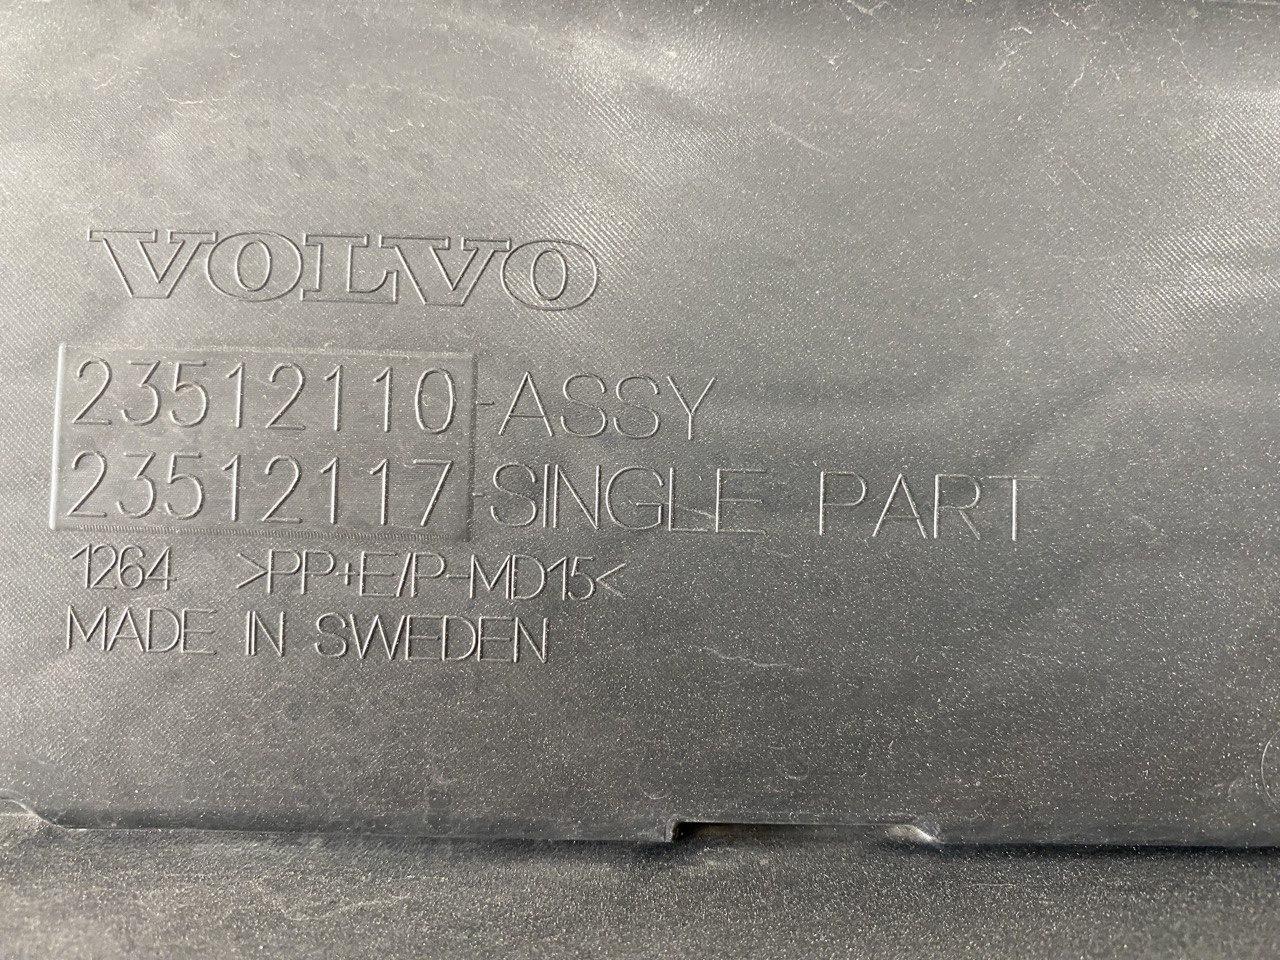 VOLVO
23512110-ASSY
23512117-SINGLE PART
1264 >PP+E/P-MD15<
MADE IN SWEDEN